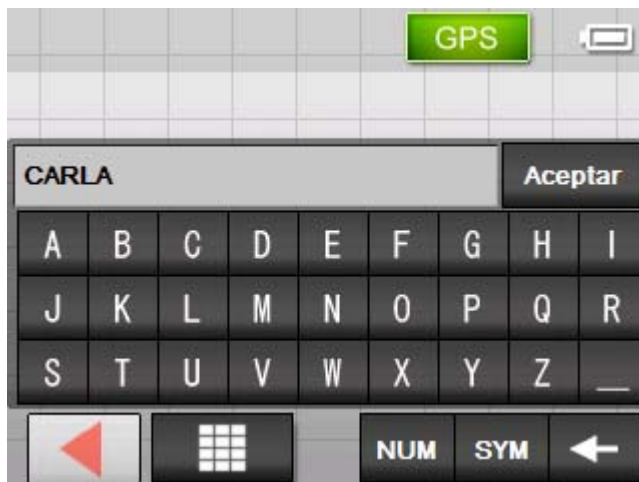 GPS
CARLA Aceptar
A B C D E F G H I
J K L M N O P Q R
S T U V W X Y Z _
NUM SYM